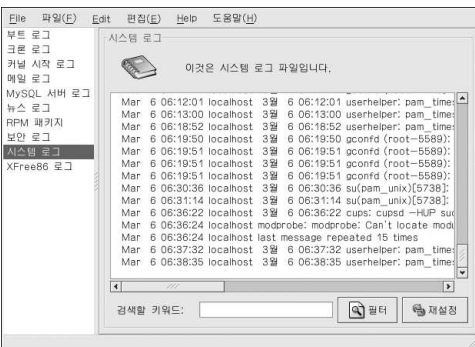 File 파일(F) Edit 편집(E) Help 도움말(H)
부트 로그
크론 로그
커널 시작 로그
메일 로그
MySQL 서버 로그
뉴스 로그
RPM 패키지
보안 로그
시스템 로그
XFree86 로그
시스템 로그
이것은 시스템 로그 파일입니다.
Mar 6 06:12:01 localhost 3월 6 06:12:01 userhelper: pam_time:
Mar 6 06:13:00 localhost 3월 6 06:13:00 userhelper: pam_time:
Mar 6 06:18:52 localhost 3월 6 06:18:52 userhelper: pam_time:
Mar 6 06:19:50 localhost 3월 6 06:19:50 gconfd (root-5589):
Mar 6 06:19:51 localhost 3월 6 06:19:51 gconfd (root-5589):
Mar 6 06:19:51 localhost 3월 6 06:19:51 gconfd (root-5589):
Mar 6 06:19:51 localhost 3월 6 06:19:51 gconfd (root-5589):
Mar 6 06:30:36 localhost 3월 6 06:30:36 su(pam_unix)[5738]:
Mar 6 06:31:14 localhost 3월 6 06:31:14 su(pam_unix)[5738]:
Mar 6 06:36:22 localhost 3월 6 06:36:22 cups: cupsd -HUP suc
Mar 6 06:36:24 localhost modprobe: modprobe: Can't locate modu
Mar 6 06:36:24 localhost last message repeated 15 times
Mar 6 06:37:32 localhost 3월 6 06:37:32 userhelper: pam_time:
Mar 6 06:38:35 localhost 3월 6 06:38:35 userhelper: pam_time:
검색할 키워드: 필터 재설정